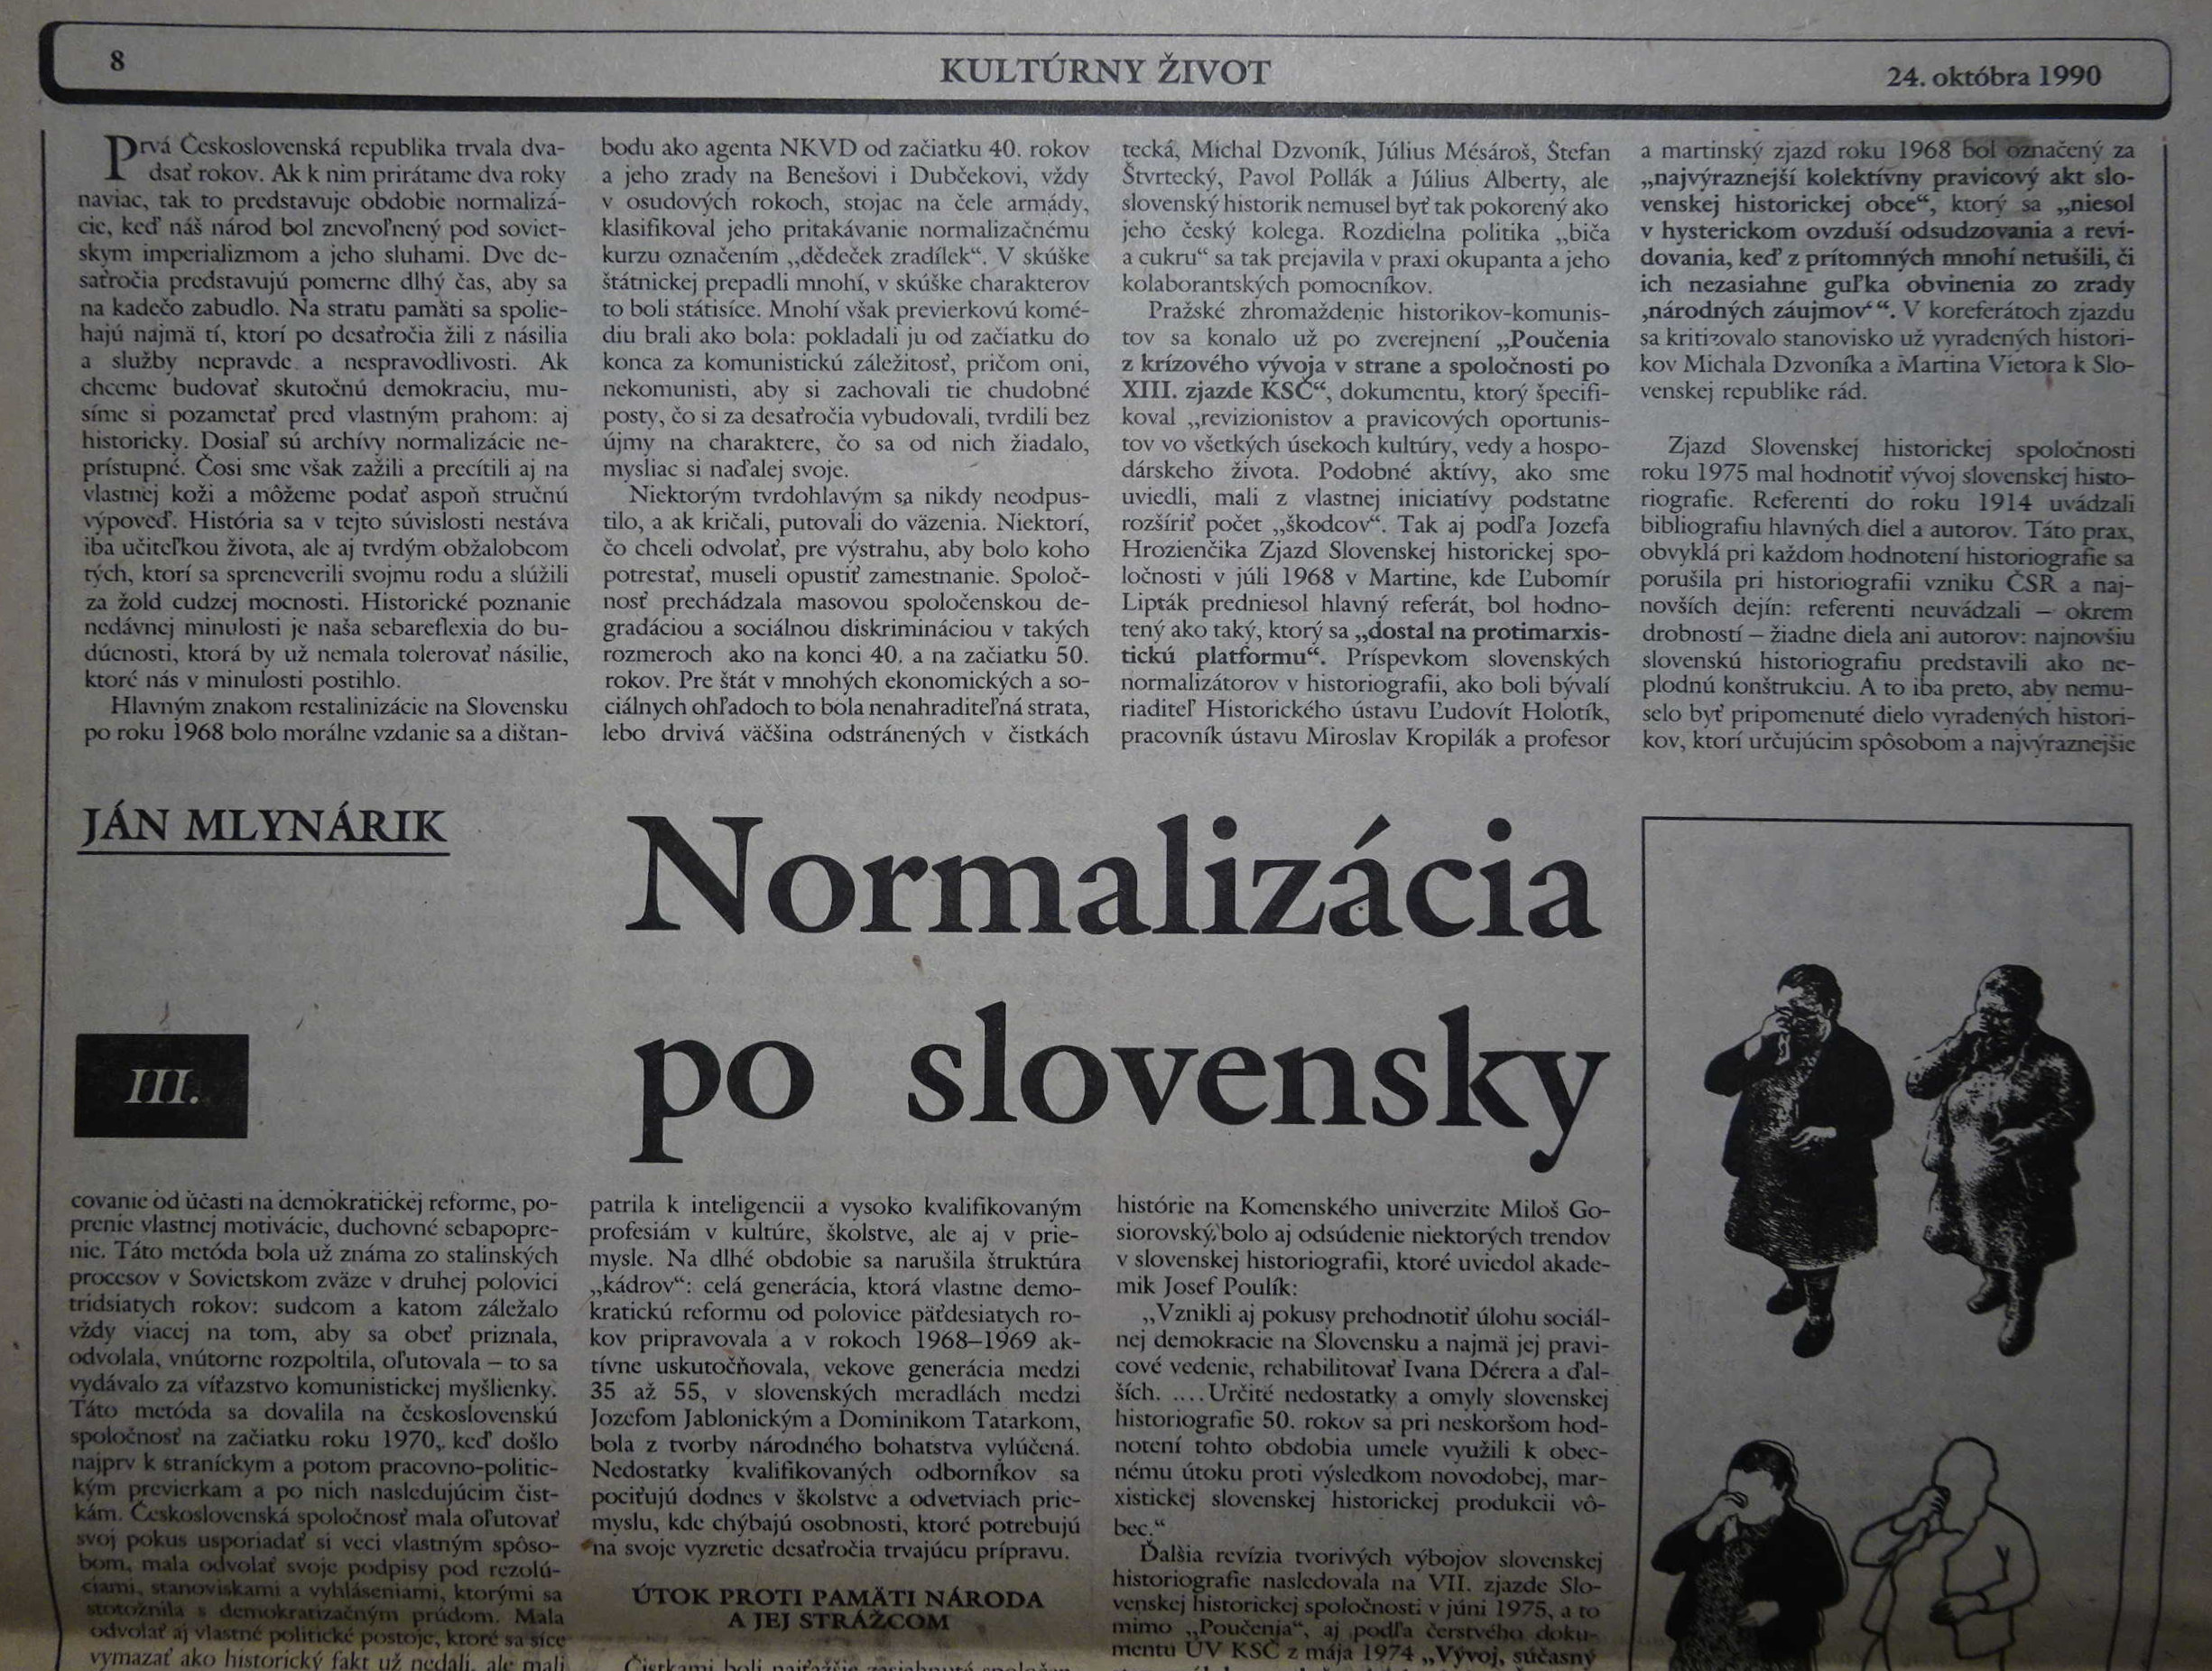 8
KULTÚRNY ŽIVOT
24. októbra 1990
Prvá Československá republika trvala dva-
dsať rokov. Ak k nim prirátame dva roky
naviac, tak to predstavuje obdobie normalizá-
cie, keď náš národ bol znevoľnený pod soviet-
skym imperializmom a jeho sluhami. Dve de-
saťročia predstavujú pomerne dlhý čas, aby sa
na kadečo zabudlo. Na stratu pamäti sa spolie-
hajú najmä tí, ktorí po desaťročia žili z násilia
a služby nepravde a nespravodlivosti. Ak
chceme budovať skutočnú demokraciu, mu-
síme si pozametať pred vlastným prahom: aj
historicky. Dosiaľ sú archívy normalizácie ne-
prístupné. Čosi sme však zažili a precítili aj na
vlastnej koži a môžeme podať aspoň stručnú
výpoveď. História sa v tejto súvislosti nestáva
iba učiteľkou života, ale aj tvrdým obžalobcom
tých, ktorí sa spreneverili svojmu rodu a slúžili
za žold cudzej mocnosti. Historické poznanie
nedávnej minulosti je naša sebareflexia do bu-
dúcnosti, ktorá by už nemala tolerovať násilie,
ktoré nás v minulosti postihlo.
Hlavným znakom restalinizácie na Slovensku
po roku 1968 bolo morálne vzdanie sa a dištan-
bodu ako agenta NKVD od začiatku 40. rokov
a jeho zrady na Benešovi i Dubčekovi, vždy
v osudových rokoch, stojac na čele armády,
klasifikoval jeho pritakávanie normalizačnému
kurzu označením „dědeček zradílek“. V skúške
štátnickej prepadli mnohí, v skúške charakterov
to boli státisíce. Mnohí však previerkovú komé-
diu brali ako bola: pokladali ju od začiatku do
konca za komunistickú záležitosť, pričom oni,
nekomunisti, aby si zachovali tie chudobné
posty, čo si za desaťročia vybudovali, tvrdili bez
újmy na charaktere, čo sa od nich žiadalo,
mysliac si naďalej svoje.
Niektorým tvrdohlavým sa nikdy neodpus-
tilo, a ak kričali, putovali do väzenia. Niektorí,
čo chceli odvolať, pre výstrahu, aby bolo koho
potrestať, museli opustiť zamestnanie. Spoloč-
nosť prechádzala masovou spoločenskou de-
gradáciou a sociálnou diskrimináciou v takých
rozmeroch ako na konci 40. a na začiatku 50.
rokov. Pre štát v mnohých ekonomických a so-
ciálnych ohľadoch to bola nenahraditeľná strata,
lebo drvivá väčšina odstránených v čistkách
tecká, Michal Dzvoník, Július Mésároš, Štefan
Štvrtecký, Pavol Pollák a Július Alberty, ale
slovenský historik nemusel byť tak pokorený ako
jeho český kolega. Rozdielna politika „biča
a cukru“ sa tak prejavila v praxi okupanta a jeho
kolaborantských pomocníkov.
Pražské zhromaždenie historikov-komunis-
tov sa konalo už po zverejnení „Poučenia
z krízového vývoja v strane a spoločnosti po
XIII. zjazde KSČ“, dokumentu, ktorý špecifi-
koval „revizionistov a pravicových oportunis-
tov vo všetkých úsekoch kultúry, vedy a hospo-
dárskeho života. Podobné aktívy, ako sme
uviedli, mali z vlastnej iniciatívy podstatne
rozšíriť počet „škodcov“. Tak aj podľa Jozefa
Hrozienčika Zjazd Slovenskej historickej spo-
ločnosti v júli 1968 v Martine, kde Ľubomír
Lipták predniesol hlavný referát, bol hodno-
tený ako taký, ktorý sa „dostal na protimarxis-
tickú platformu“. Príspevkom slovenských
normalizátorov v historiografii, ako boli bývalí
riaditeľ Historického ústavu Ľudovít Holotík,
pracovník ústavu Miroslav Kropilák a profesor
a martinský zjazd roku 1968 bol označený za
„najvýraznejší kolektívny pravicový akt slo-
venskej historickej obce“, ktorý sa „niesol
v hysterickom ovzduší odsudzovania a revi-
dovania, keď z prítomných mnohí netušili, či
ich nezasiahne guľka obvinenia zo zrady
‚národných záujmov‘“. V koreferátoch zjazdu
sa kritizovalo stanovisko už vyradených histori-
kov Michala Dzvoníka a Martina Vietora k Slo-
venskej republike rád.
Zjazd Slovenskej historickej spoločnosti
roku 1975 mal hodnotiť vývoj slovenskej histo-
riografie. Referenti do roku 1914 uvádzali
bibliografiu hlavných diel a autorov. Táto prax,
obvyklá pri každom hodnotení historiografie sa
porušila pri historiografii vzniku ČSR a naj-
novších dejín: referenti neuvádzali – okrem
drobností – žiadne diela ani autorov: najnovšiu
slovenskú historiografiu predstavili ako ne-
plodnú konštrukciu. A to iba preto, aby nemu-
selo byť pripomenuté dielo vyradených histori-
kov, ktorí určujúcim spôsobom a najvýraznejšie
JÁN MLYNÁRIK
Normalizácia
po slovensky
III.
covanie od účasti na demokratickej reforme, po-
prenie vlastnej motivácie, duchovné sebapopre-
nie. Táto metóda bola už známa zo stalinských
procesov v Sovietskom zväze v druhej polovici
tridsiatych rokov: sudcom a katom záležalo
vždy viacej na tom, aby sa obeť priznala,
odvolala, vnútorne rozpoltila, oľutovala – to sa
vydávalo za víťazstvo komunistickej myšlienky.
Táto metóda sa dovalila na československú
spoločnosť na začiatku roku 1970, keď došlo
najprv k straníckym a potom pracovno-politic-
kým previerkam a po nich nasledujúcim čist-
kám. Československá spoločnosť mala oľutovať
svoj pokus usporiadať si veci vlastným spôso-
bom, mala odvolať svoje podpisy pod rezolú-
ciami, stanoviskami a vyhláseniami, ktorými sa
stotožnila s demokratizačným prúdom. Mala
odvolať aj vlastné politické postoje, ktoré sa síce
vymazať ako historický fakt už nedali, ale mali
patrila k inteligencii a vysoko kvalifikovaným
profesiám v kultúre, školstve, ale aj v prie-
mysle. Na dlhé obdobie sa narušila štruktúra
„kádrov“: celá generácia, ktorá vlastne demo-
kratickú reformu od polovice päťdesiatych ro-
kov pripravovala a v rokoch 1968–1969 ak-
tívne uskutočňovala, vekove generácia medzi
35 až 55, v slovenských meradlách medzi
Jozefom Jablonickým a Dominikom Tatarkom,
bola z tvorby národného bohatstva vylúčená.
Nedostatky kvalifikovaných odborníkov sa
pociťujú dodnes v školstve a odvetviach prie-
myslu, kde chýbajú osobnosti, ktoré potrebujú
na svoje vyzretie desaťročia trvajúcu prípravu.
ÚTOK PROTI PAMÄTI NÁRODA
A JEJ STRÁŽCOM
Čistkami boli najťažšie zasiahnuté
histórie na Komenského univerzite Miloš Go-
siorovský, bolo aj odsúdenie niektorých trendov
v slovenskej historiografii, ktoré uviedol akade-
mik Josef Poulík:
„Vznikli aj pokusy prehodnotiť úlohu sociál-
nej demokracie na Slovensku a najmä jej pravi-
cové vedenie, rehabilitovať Ivana Dérera a ďal-
ších. ....Určité nedostatky a omyly slovenskej
historiografie 50. rokov sa pri neskoršom hod-
notení tohto obdobia umele využili k obec-
nému útoku proti výsledkom novodobej, mar-
xistickej slovenskej historickej produkcii vô-
bec.“
Ďalšia revízia tvorivých výbojov slovenskej
historiografie nasledovala na VII. zjazde Slo-
venskej historickej spoločnosti v júni 1975, a to
mimo „Poučenja“, aj podľa čerstvého doku-
mentu ÚV KSČ z mája 1974 „Vývoj, súčasný